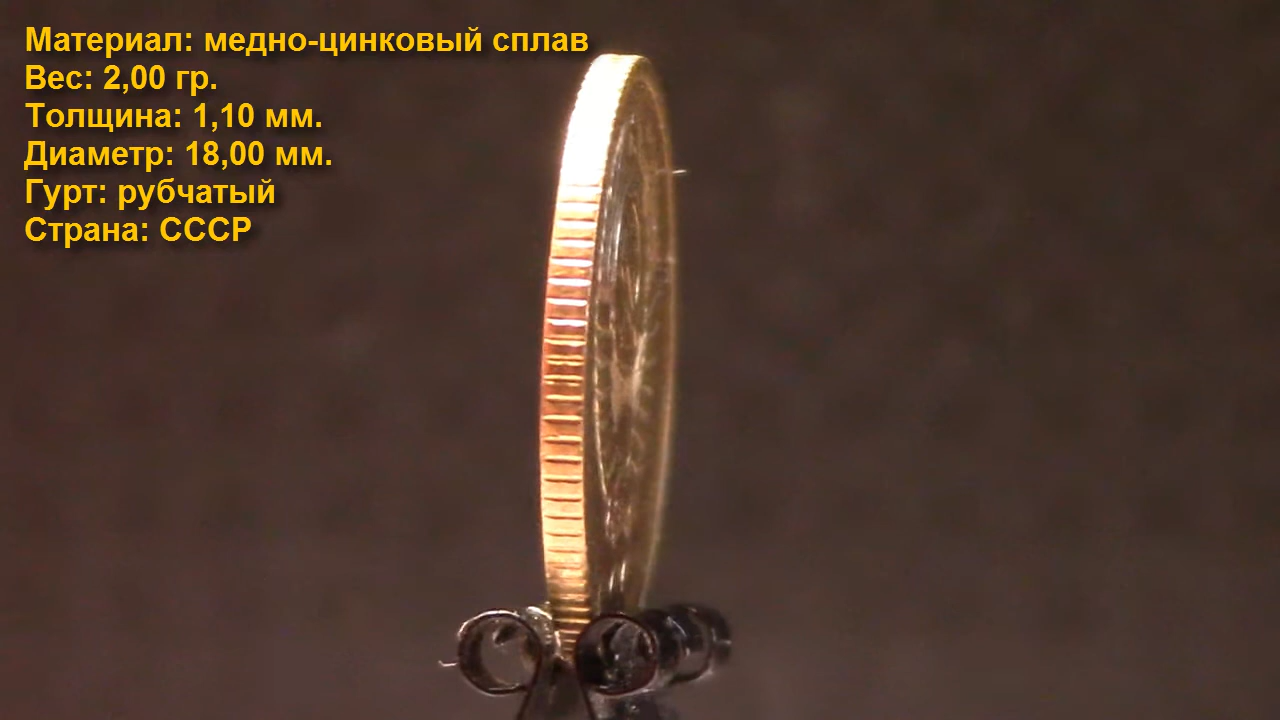 Материал: медно-цинковый сплав
Вес: 2,00 гр.
Толщина: 1,10 мм.
Диаметр: 18,00 мм.
Гурт: рубчатый
Страна: СССР